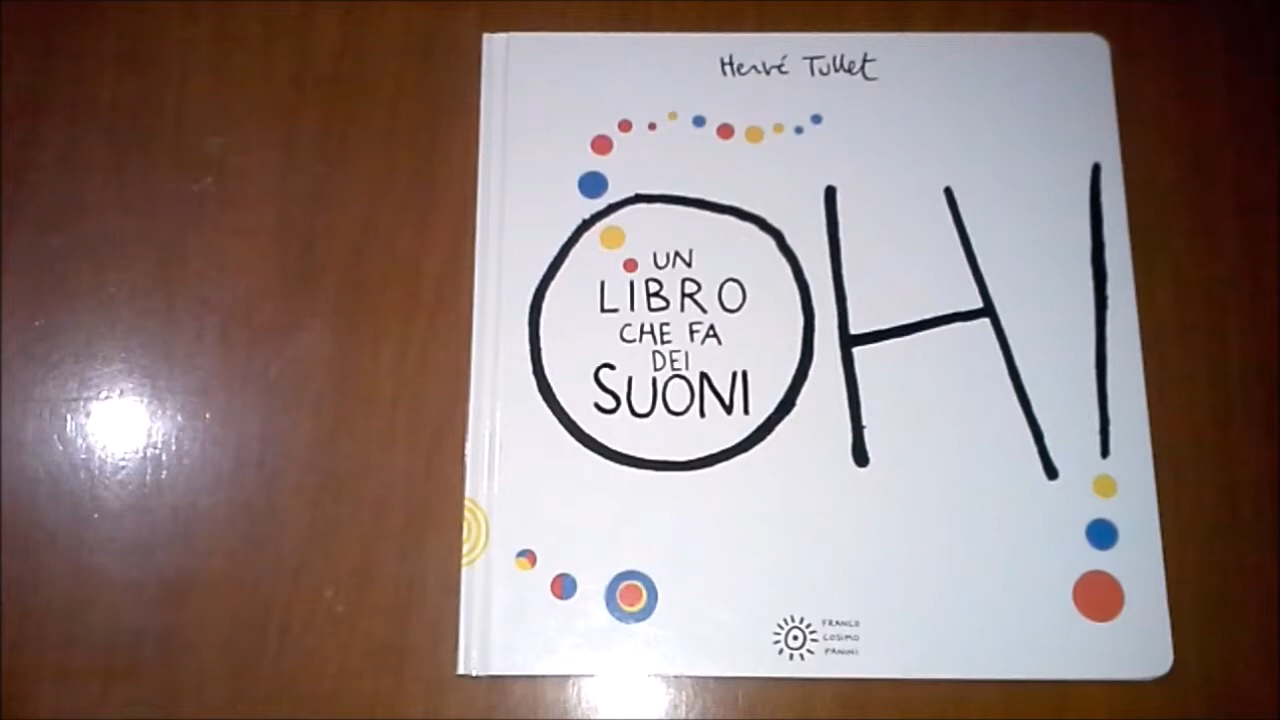 Hervé Tullet
OH!
UN
LIBRO
CHE FA
DEI
SUONI
FRANCO
COSIMO
PANINI